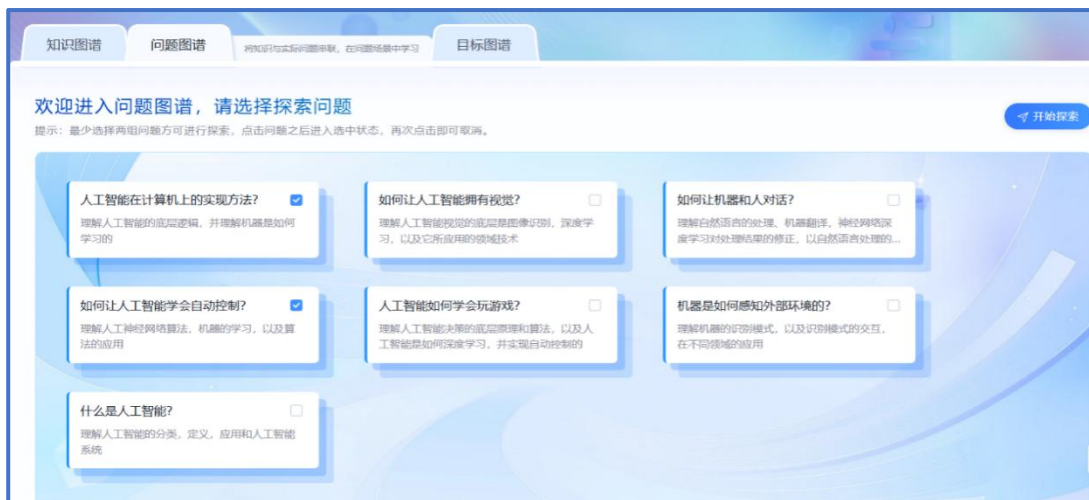 知识图谱
问题图谱
将知识与实际问题串联，在问题场景中学习
目标图谱
欢迎进入问题图谱，请选择探索问题
提示：最少选择两组问题方可进行探索，点击问题之后进入选中状态，再次点击即可取消。
开始探索
人工智能在计算机上的实现方法?
理解人工智能的底层逻辑，并理解机器是如何
学习的
如何让人工智能拥有视觉?
理解人工智能视觉的底层是图像识别，深度学
习，以及它所应用的领域技术
如何让机器和人对话?
理解自然语言的处理、机器翻译，神经网络深
度学习对处理结果的修正，以自然语言处理的...
如何让人工智能学会自动控制?
理解人工神经网络算法，机器的学习，以及算
法的应用
人工智能如何学会玩游戏?
理解人工智能决策的底层原理和算法，以及人
工智能是如何深度学习，并实现自动控制的
机器是如何感知外部环境的?
理解机器的识别模式，以及识别模式的交互，
在不同领域的应用
什么是人工智能?
理解人工智能的分类，定义，应用和人工智能
系统